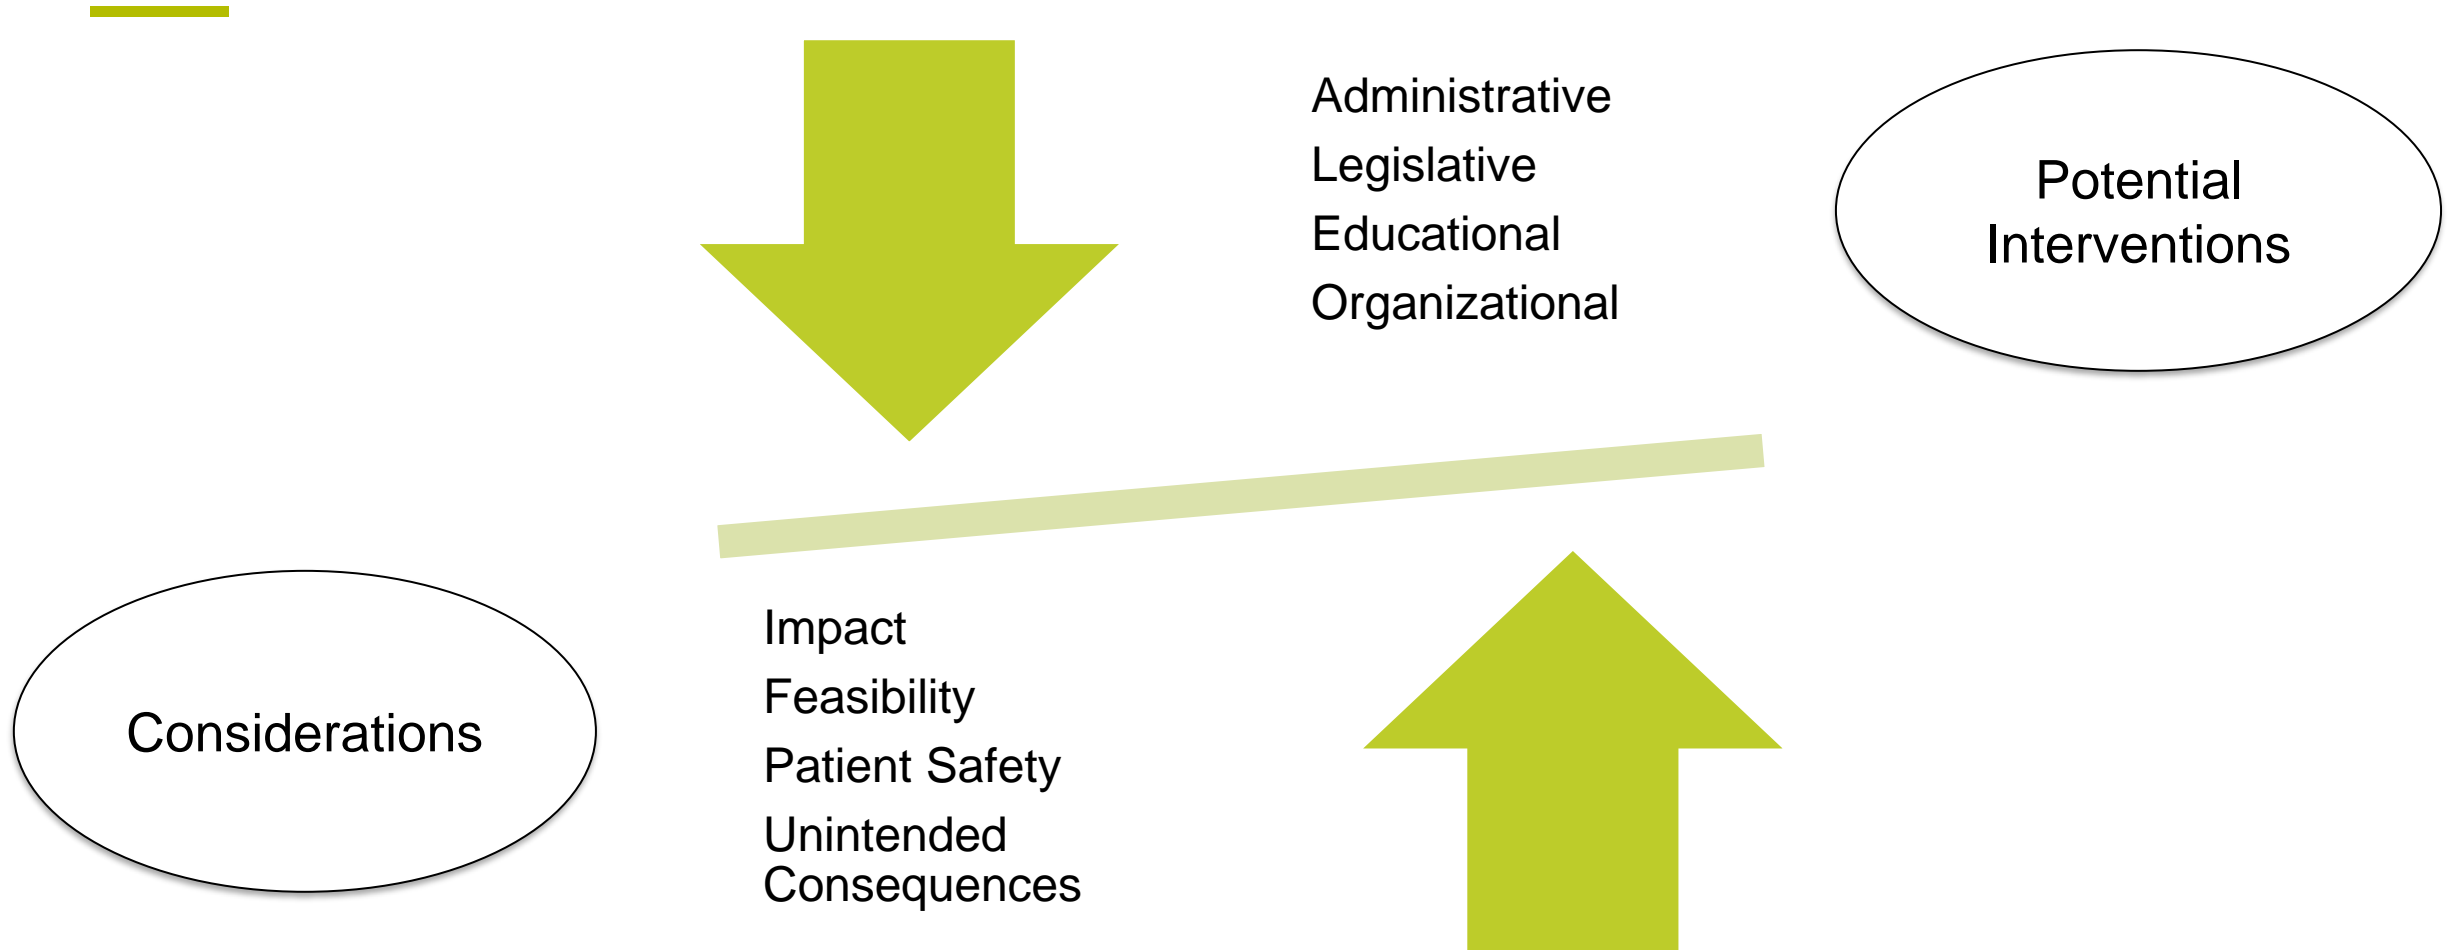 Administrative
Legislative
Educational
Organizational
Potential
Interventions
Considerations
Impact
Feasibility
Patient Safety
Unintended
Consequences